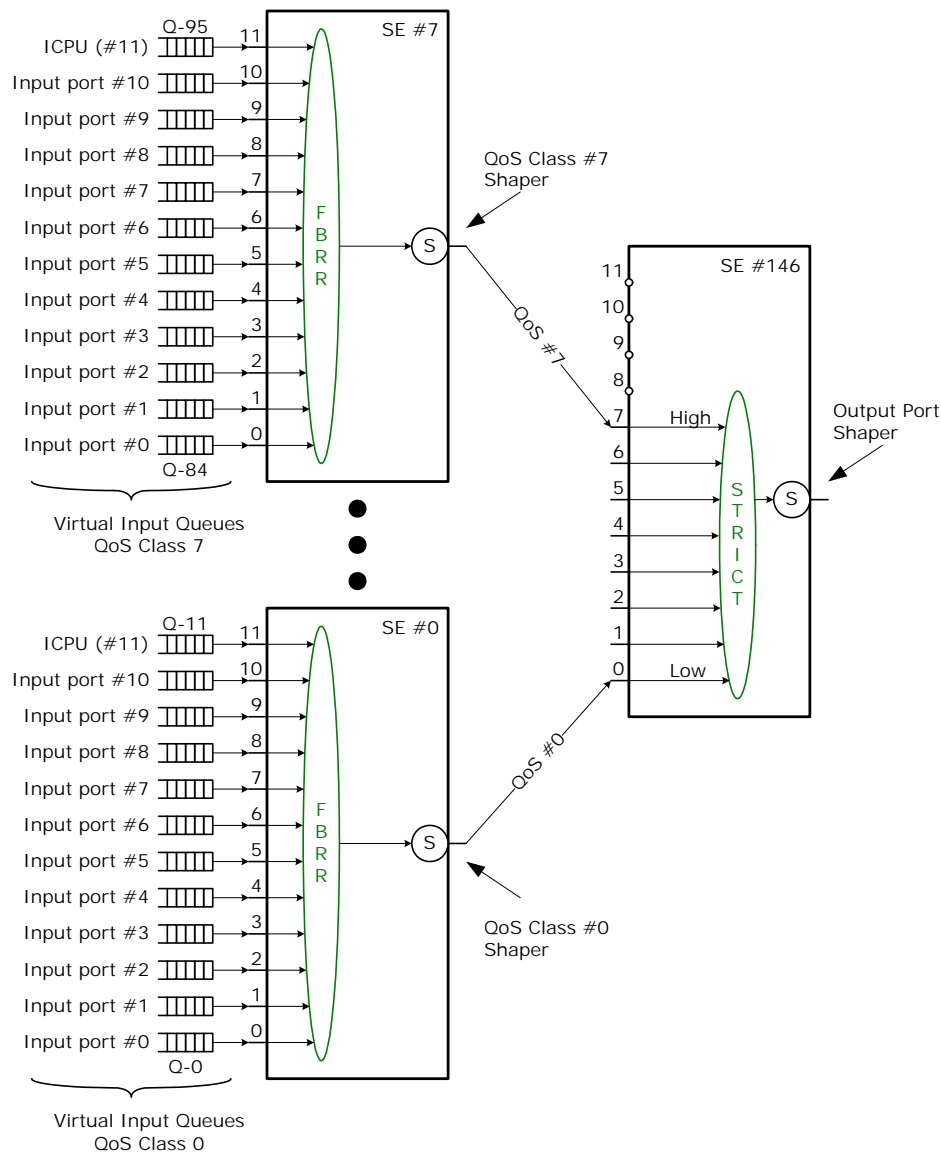 Q-95
SE #7
ICPU (#11)
11
Input port #10
10
Input port #9
9
Input port #8
8
Input port #7
7
Input port #6
6
Input port #5
5
Input port #4
4
Input port #3
3
Input port #2
2
Input port #1
1
Input port #0
0
Q-84
FBRR
S
QoS Class #7
Shaper
QoS #7
Virtual Input Queues
QoS Class 7
SE #146
11
10
9
8
7
High
6
5
4
3
2
1
0
Low
STRICT
S
Output Port
Shaper
Q-11
SE #0
ICPU (#11)
11
Input port #10
10
Input port #9
9
Input port #8
8
Input port #7
7
Input port #6
6
Input port #5
5
Input port #4
4
Input port #3
3
Input port #2
2
Input port #1
1
Input port #0
0
Q-0
FBRR
S
QoS #0
QoS Class #0
Shaper
Virtual Input Queues
QoS Class 0